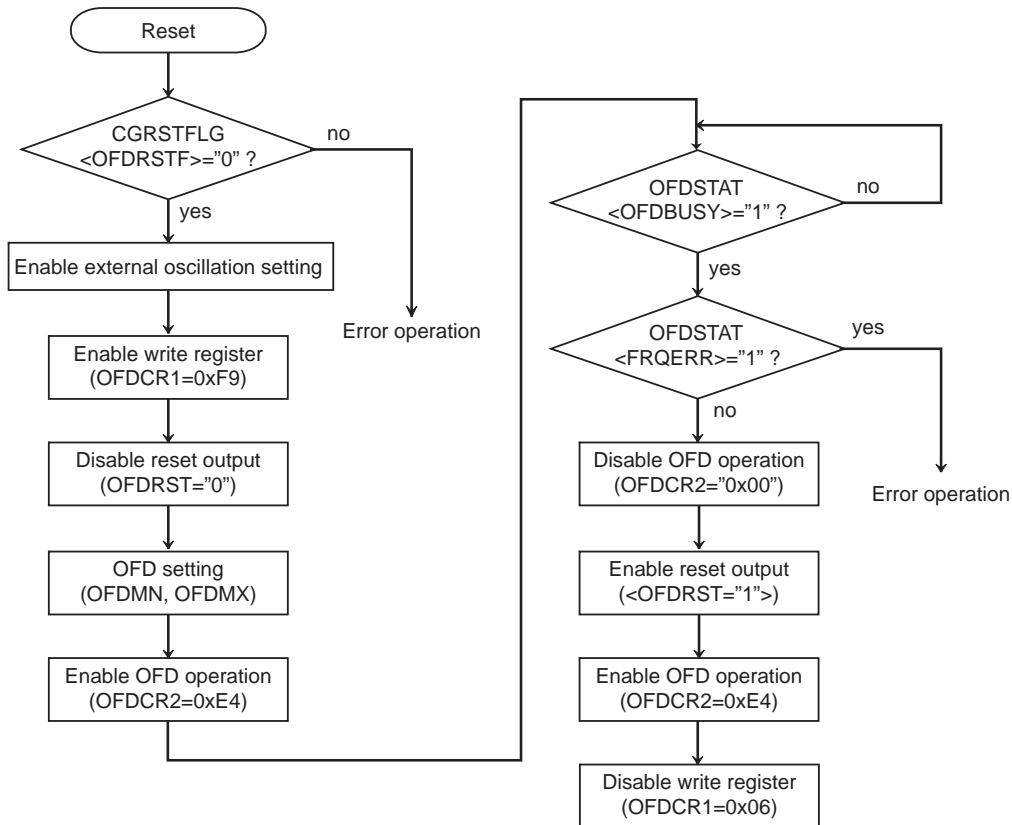 Reset
CGRSTFLG
<OFDRSTF>=”0” ?
no
yes
Enable external oscillation setting
Error operation
Enable write register
(OFDCR1=0xF9)
Disable reset output
(OFDRST=”0”)
OFD setting
(OFDMN, OFDMX)
Enable OFD operation
(OFDCR2=0xE4)
OFDSTAT
<OFDBUSY>=”1” ?
no
yes
OFDSTAT
<FRQERR>=”1” ?
yes
no
Error operation
Disable OFD operation
(OFDCR2=”0x00”)
Enable reset output
(<OFDRST=”1”>)
Enable OFD operation
(OFDCR2=0xE4)
Disable write register
(OFDCR1=0x06)